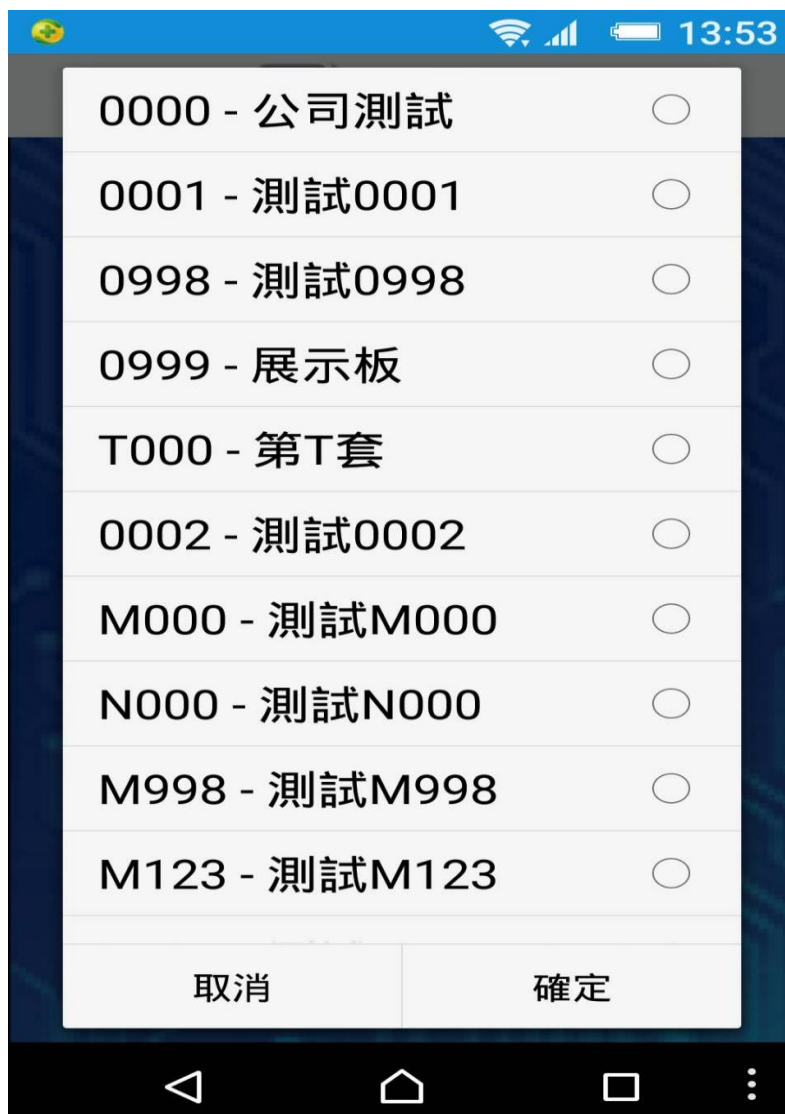 13:53
0000 - 公司測試
0001 - 測試0001
0998 - 測試0998
0999 - 展示板
T000 - 第T套
0002 - 測試0002
M000 - 測試M000
N000 - 測試N000
M998 - 測試M998
M123 - 測試M123
取消 確定